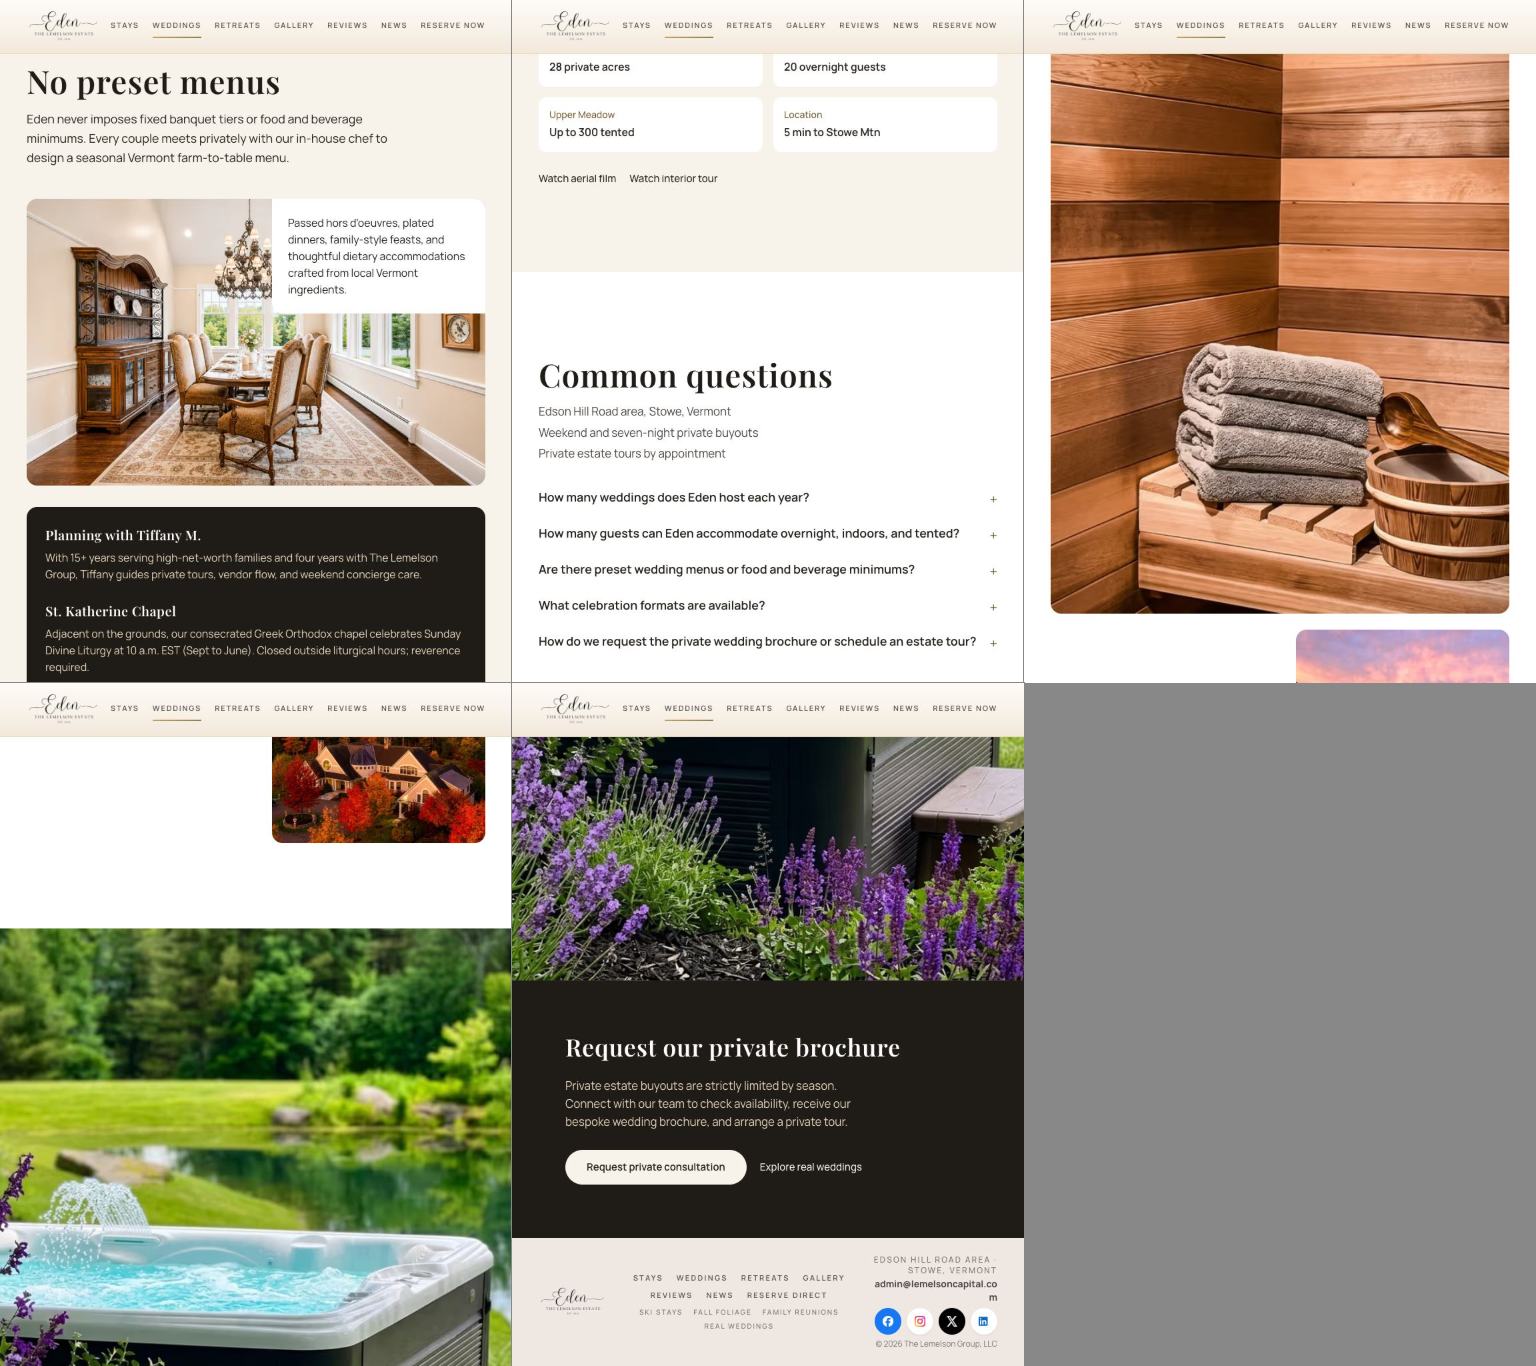 Eden
THE LEMELSON ESTATE
STAYS WEDDINGS RETREATS GALLERY REVIEWS NEWS RESERVE NOW
No preset menus
Eden never imposes fixed banquet tiers or food and beverage
minimums. Every couple meets privately with our in-house chef to
design a seasonal Vermont farm-to-table menu.
Passed hors d'oeuvres, plated
dinners, family-style feasts, and
thoughtful dietary accommodations
crafted from local Vermont
ingredients.
Planning with Tiffany M.
With 15+ years serving high-net-worth families and four years with The Lemelson
Group, Tiffany guides private tours, vendor flow, and weekend concierge care.
St. Katherine Chapel
Adjacent on the grounds, our consecrated Greek Orthodox chapel celebrates Sunday
Divine Liturgy at 10 a.m. EST (Sept to June). Closed outside liturgical hours; reverence
required.
Eden
THE LEMELSON ESTATE
STAYS WEDDINGS RETREATS GALLERY REVIEWS NEWS RESERVE NOW
28 private acres
20 overnight guests
Upper Meadow
Up to 300 tented
Location
5 min to Stowe Mtn
Watch aerial film Watch interior tour
Common questions
Edson Hill Road area, Stowe, Vermont
Weekend and seven-night private buyouts
Private estate tours by appointment
How many weddings does Eden host each year? +
How many guests can Eden accommodate overnight, indoors, and tented? +
Are there preset wedding menus or food and beverage minimums? +
What celebration formats are available? +
How do we request the private wedding brochure or schedule an estate tour? +
Eden
THE LEMELSON ESTATE
STAYS WEDDINGS RETREATS GALLERY REVIEWS NEWS RESERVE NOW
Eden
THE LEMELSON ESTATE
STAYS WEDDINGS RETREATS GALLERY REVIEWS NEWS RESERVE NOW
Eden
THE LEMELSON ESTATE
STAYS WEDDINGS RETREATS GALLERY REVIEWS NEWS RESERVE NOW
Request our private brochure
Private estate buyouts are strictly limited by season.
Connect with our team to check availability, receive our
bespoke wedding brochure, and arrange a private tour.
Request private consultation Explore real weddings
Eden
THE LEMELSON ESTATE
STAYS WEDDINGS RETREATS GALLERY
REVIEWS NEWS RESERVE DIRECT
SKI STAYS FALL FOLIAGE FAMILY REUNIONS
REAL WEDDINGS
EDSON HILL ROAD AREA ·
STOWE, VERMONT
admin@lemelsoncapital.co
m
© 2026 The Lemelson Group, LLC